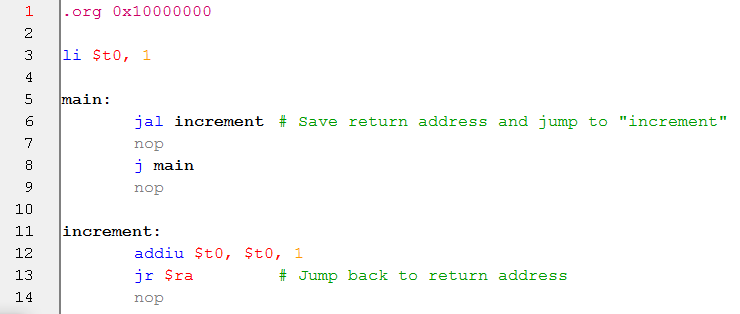 1 .org 0x10000000
2
3 li $t0, 1
4
5 main:
6 jal increment # Save return address and jump to "increment"
7 nop
8 j main
9 nop
10
11 increment:
12 addiu $t0, $t0, 1
13 jr $ra # Jump back to return address
14 nop